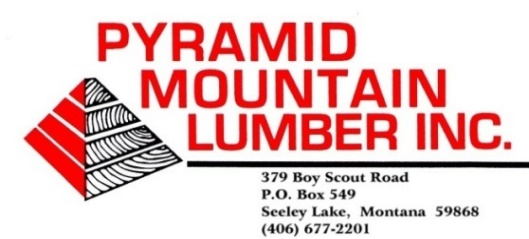 PYRAMID
MOUNTAIN
LUMBER INC.
379 Boy Scout Road
P.O. Box 549
Seeley Lake, Montana 59868
(406) 677-2201